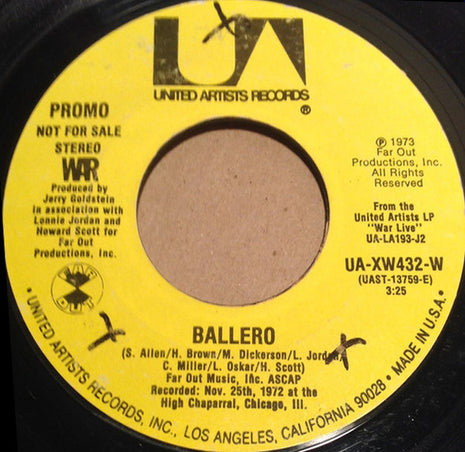 UA
UNITED ARTISTS RECORDS
®
PROMO
NOT FOR SALE
STEREO
WAR
Produced by
Jerry Goldstein
in association with
Lonnie Jordan and
Howard Scott for
Far Out
Productions, Inc.
FAR
OUT
℗ 1973
Far Out
Productions, Inc.
All Rights
Reserved
From the
United Artists LP
"War Live"
UA-LA193-J2
UA-XW432-W
(UAST-13759-E)
3:25
BALLERO
(S. Allen/H. Brown/M. Dickerson/L. Jordan/
C. Miller/L. Oskar/H. Scott)
Far Out Music, Inc. ASCAP
Recorded: Nov. 25th, 1972 at the
High Chaparral, Chicago, Ill.
• UNITED ARTISTS RECORDS, INC., LOS ANGELES, CALIFORNIA 90028 • MADE IN U.S.A. •